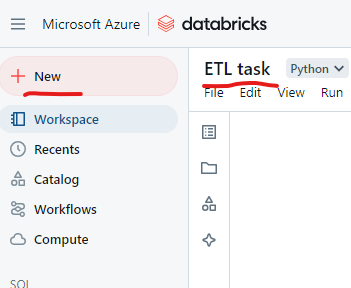 Microsoft Azure databricks
+ New
ETL task Python
File Edit View Run
Workspace
Recents
Catalog
Workflows
Compute
SQL